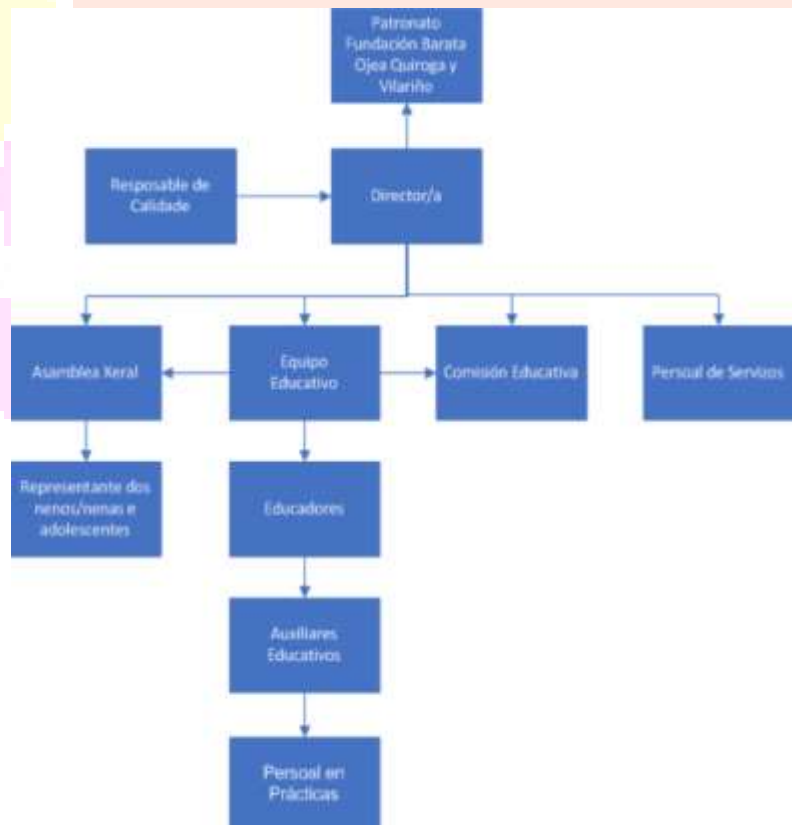 Patronato
Fundación Barata
Ojea Quiroga y
Vilariño
Resposable de
Calidade
Director/a
Asamblea Xeral
Equipo
Educativo
Comisión Educativa
Persoal de Servizos
Representante dos
nenos/nenas e
adolescentes
Educadores
Auxiliares
Educativos
Persoal en
Prácticas